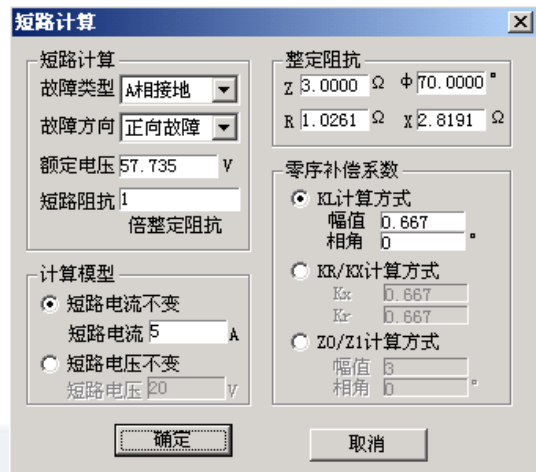 短路计算
短路计算
故障类型 A相接地
故障方向 正向故障
额定电压 57.735 V
短路阻抗 1
倍整定阻抗
计算模型
短路电流不变
短路电流 5 A
短路电压不变
短路电压 20 V
整定阻抗
Z 3.0000 Ω Φ 70.0000 °
R 1.0261 Ω X 2.8191 Ω
零序补偿系数
KL计算方式
幅值 0.667
相角 0 °
KR/KX计算方式
Kx 0.667
Kr 0.667
Z0/Z1计算方式
幅值 3
相角 0 °
确定 取消